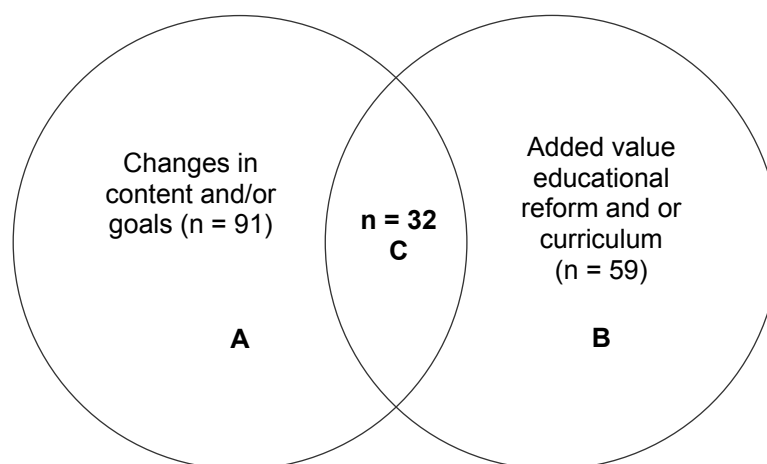 Changes in
content and/or
goals (n = 91)
A
n = 32
C
Added value
educational
reform and or
curriculum
(n = 59)
B